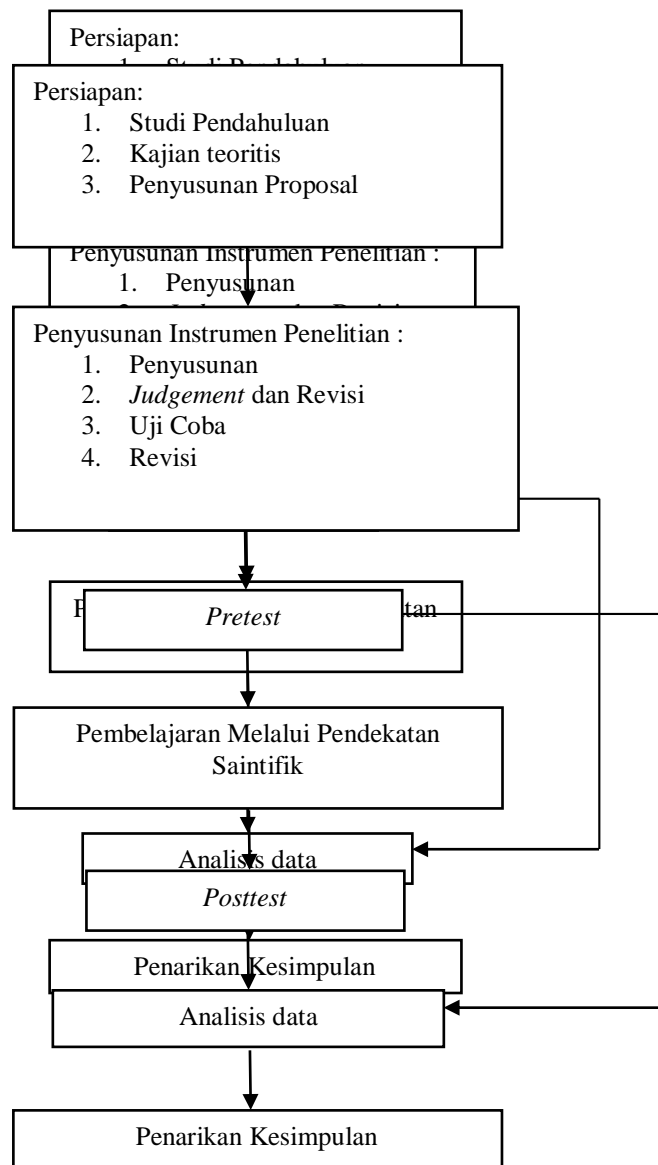 Persiapan:
Persiapan:
1. Studi Pendahuluan
2. Kajian teoritis
3. Penyusunan Proposal
Penyusunan Instrumen Penelitian :
1. Penyusunan
Penyusunan Instrumen Penelitian :
1. Penyusunan
2. Judgement dan Revisi
3. Uji Coba
4. Revisi
Pretest
Pembelajaran Melalui Pendekatan
Saintifik
Analisis data
Posttest
Penarikan Kesimpulan
Analisis data
Penarikan Kesimpulan